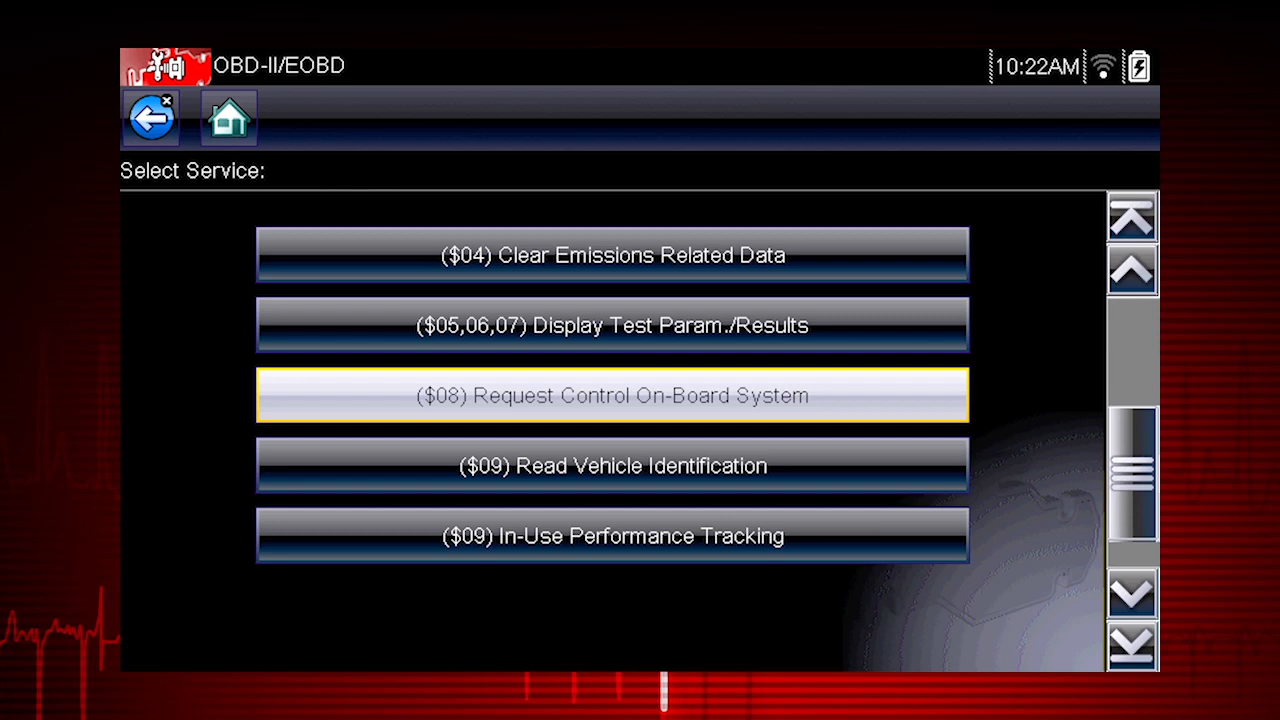 OBD-II/EOBD
10:22AM
Select Service:
($04) Clear Emissions Related Data
($05,06,07) Display Test Param./Results
($08) Request Control On-Board System
($09) Read Vehicle Identification
($09) In-Use Performance Tracking